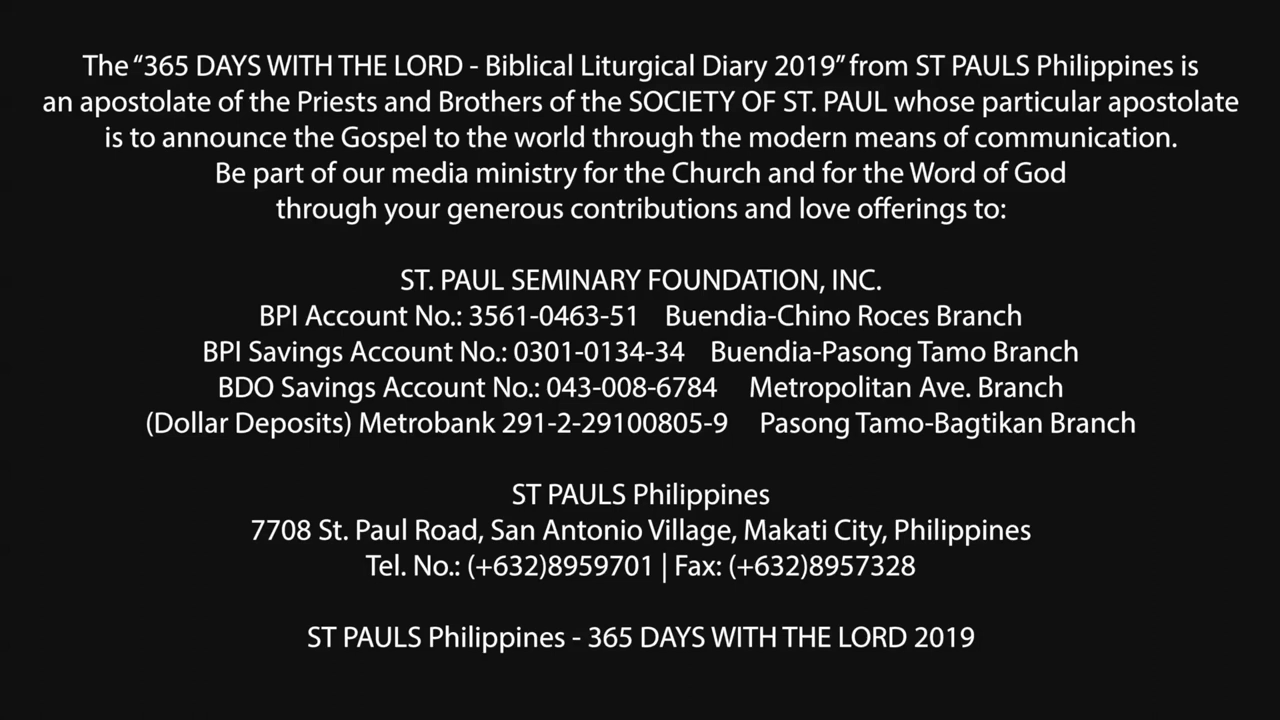 The “365 DAYS WITH THE LORD - Biblical Liturgical Diary 2019” from ST PAULS Philippines is
an apostolate of the Priests and Brothers of the SOCIETY OF ST. PAUL whose particular apostolate
is to announce the Gospel to the world through the modern means of communication.
Be part of our media ministry for the Church and for the Word of God
through your generous contributions and love offerings to:
ST. PAUL SEMINARY FOUNDATION, INC.
BPI Account No.: 3561-0463-51 Buendia-Chino Roces Branch
BPI Savings Account No.: 0301-0134-34 Buendia-Pasong Tamo Branch
BDO Savings Account No.: 043-008-6784 Metropolitan Ave. Branch
(Dollar Deposits) Metrobank 291-2-29100805-9 Pasong Tamo-Bagtikan Branch
ST PAULS Philippines
7708 St. Paul Road, San Antonio Village, Makati City, Philippines
Tel. No.: (+632)8959701 | Fax: (+632)8957328
ST PAULS Philippines - 365 DAYS WITH THE LORD 2019